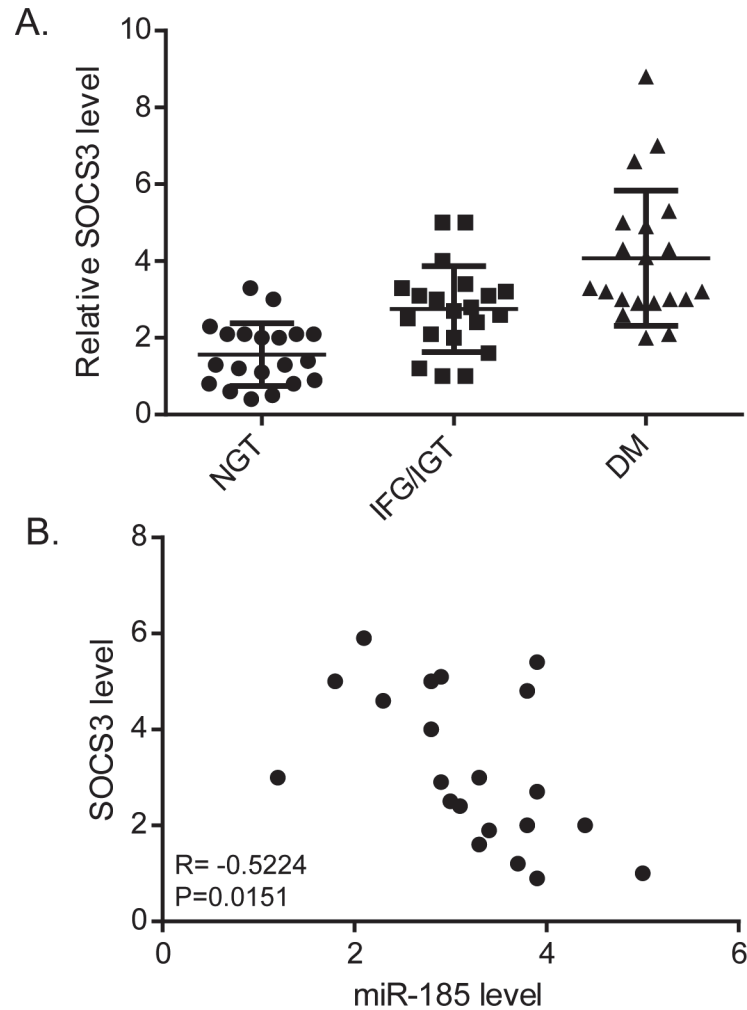 A.
Relative SOCS3 level
10
8
6
4
2
0
NGT
IFG/IGT
DM
B.
SOCS3 level
8
6
4
2
0
R= -0.5224
P=0.0151
0
2
4
6
miR-185 level